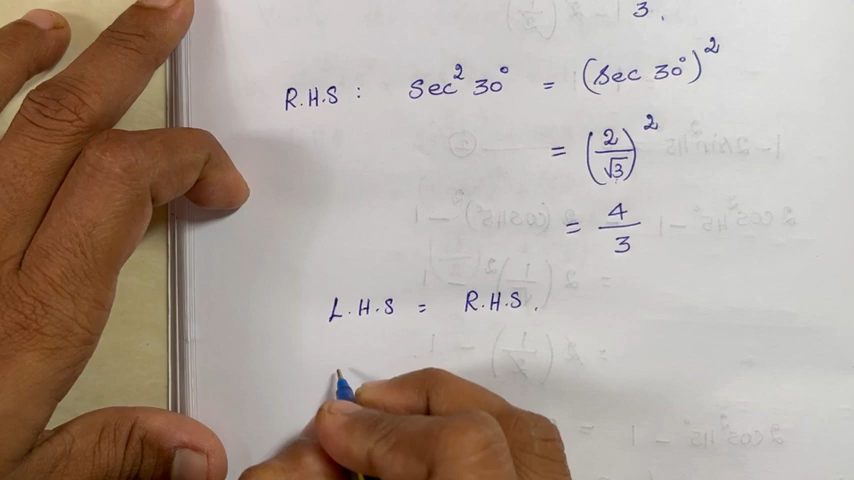 3.
R.H.S : Sec² 30° = (Sec 30°)²
= (2/√3)²
= 4/3
L.H.S = R.H.S.